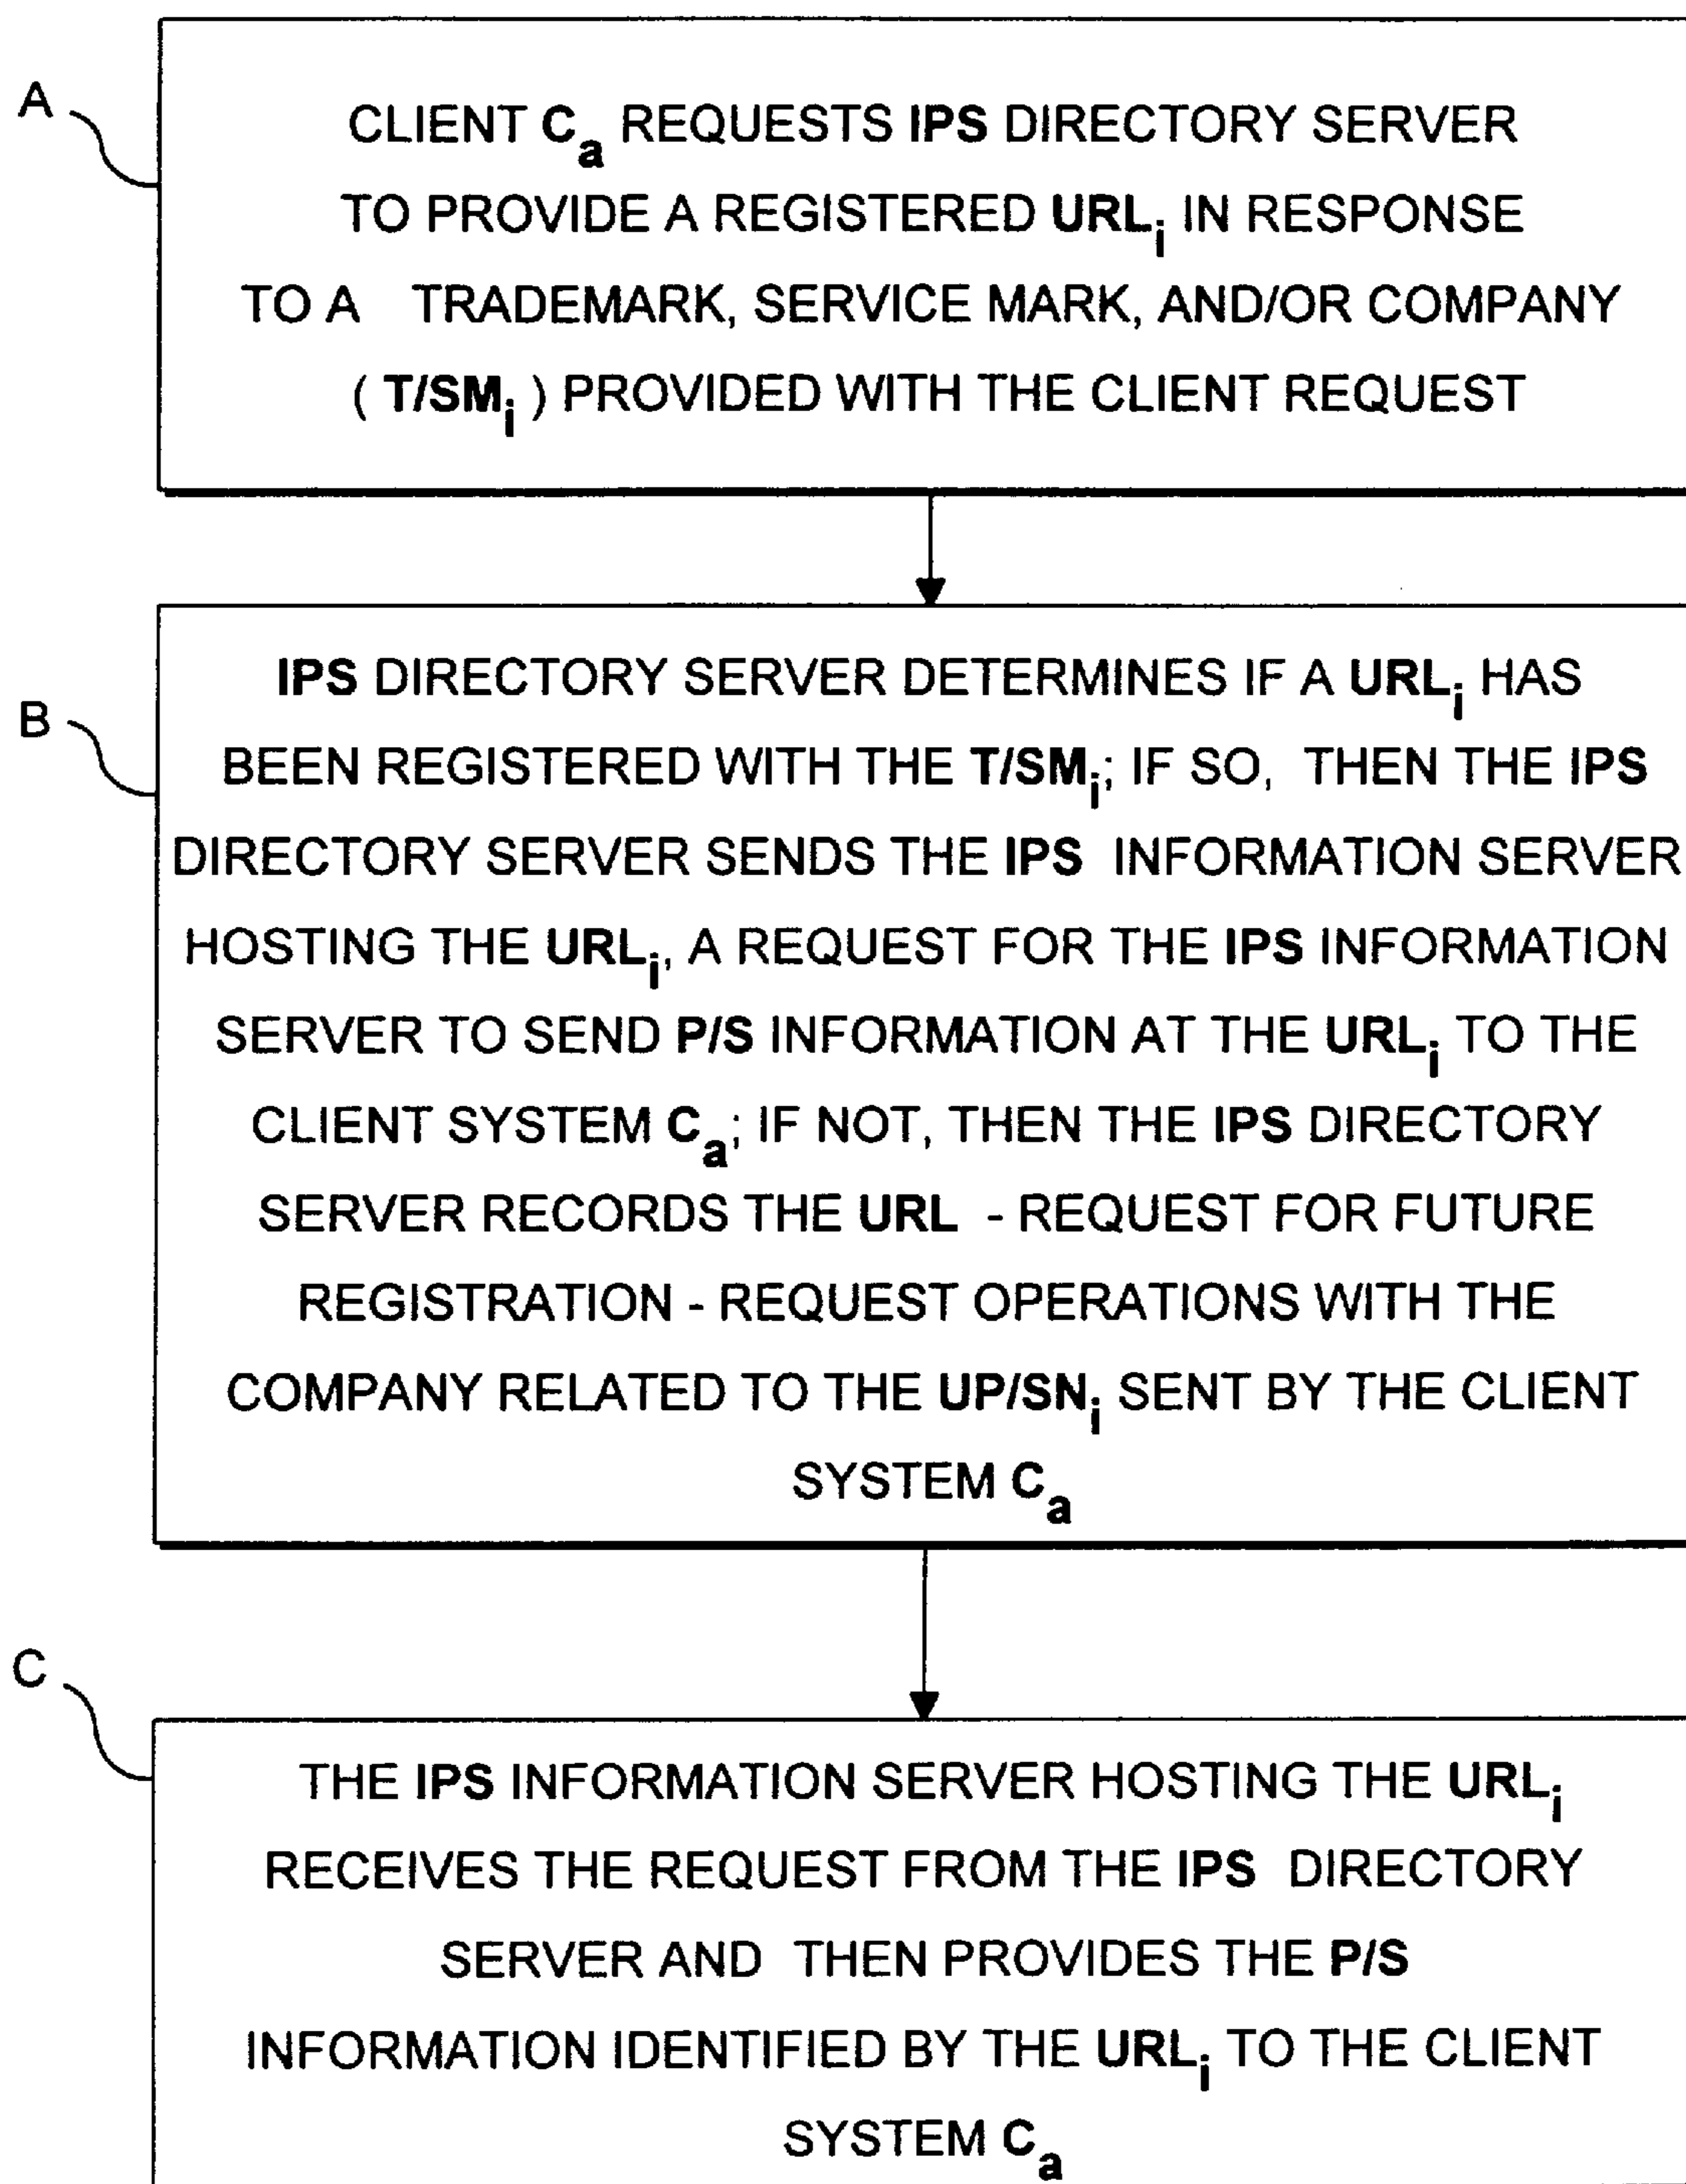 A
CLIENT Ca REQUESTS IPS DIRECTORY SERVER
TO PROVIDE A REGISTERED URLi IN RESPONSE
TO A TRADEMARK, SERVICE MARK, AND/OR COMPANY
( T/SMi ) PROVIDED WITH THE CLIENT REQUEST
B
IPS DIRECTORY SERVER DETERMINES IF A URLi HAS
BEEN REGISTERED WITH THE T/SMi; IF SO, THEN THE IPS
DIRECTORY SERVER SENDS THE IPS INFORMATION SERVER
HOSTING THE URLi, A REQUEST FOR THE IPS INFORMATION
SERVER TO SEND P/S INFORMATION AT THE URLi TO THE
CLIENT SYSTEM Ca; IF NOT, THEN THE IPS DIRECTORY
SERVER RECORDS THE URL - REQUEST FOR FUTURE
REGISTRATION - REQUEST OPERATIONS WITH THE
COMPANY RELATED TO THE UP/SNi SENT BY THE CLIENT
SYSTEM Ca
C
THE IPS INFORMATION SERVER HOSTING THE URLi
RECEIVES THE REQUEST FROM THE IPS DIRECTORY
SERVER AND THEN PROVIDES THE P/S
INFORMATION IDENTIFIED BY THE URLi TO THE CLIENT
SYSTEM Ca